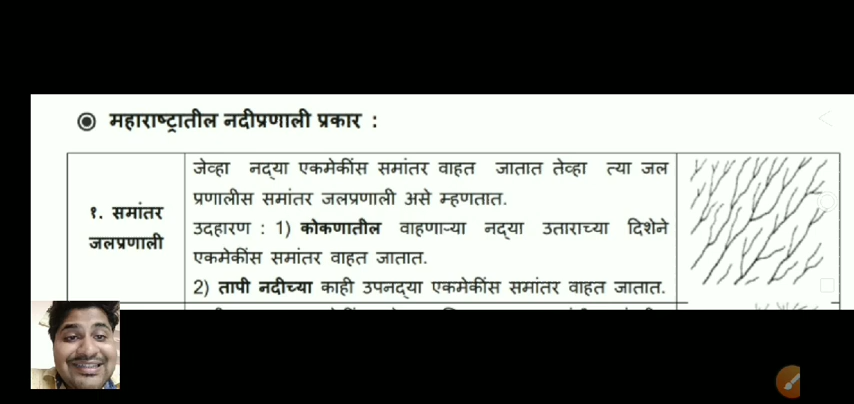 ◉ महाराष्ट्रातील नदीप्रणाली प्रकार :
१. समांतर
जलप्रणाली
जेव्हा नद्या एकमेकींस समांतर वाहत जातात तेव्हा त्या जल
प्रणालीस समांतर जलप्रणाली असे म्हणतात.
उदहारण : 1) कोकणातील वाहणाऱ्या नद्या उताराच्या दिशेने
एकमेकींस समांतर वाहत जातात.
2) तापी नदीच्या काही उपनद्या एकमेकींस समांतर वाहत जातात.